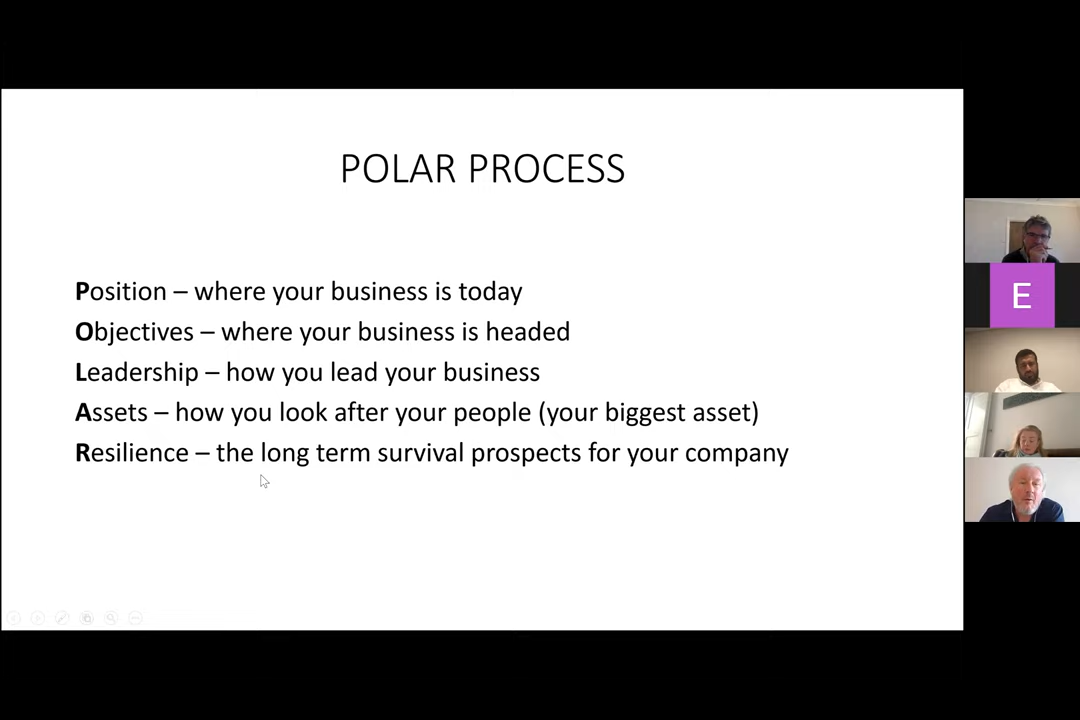 POLAR PROCESS
Position – where your business is today
Objectives – where your business is headed
Leadership – how you lead your business
Assets – how you look after your people (your biggest asset)
Resilience – the long term survival prospects for your company
E